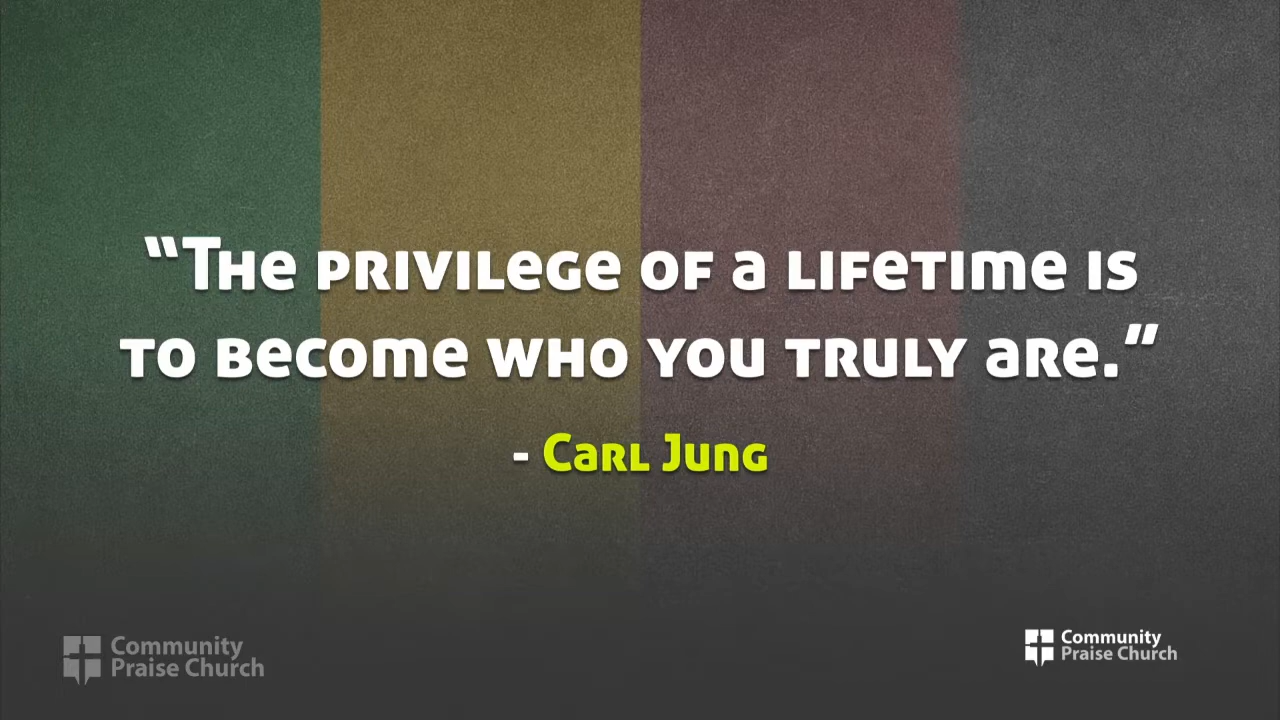 “The privilege of a lifetime is
to become who you truly are.”
- Carl Jung
Community
Praise Church
Community
Praise Church